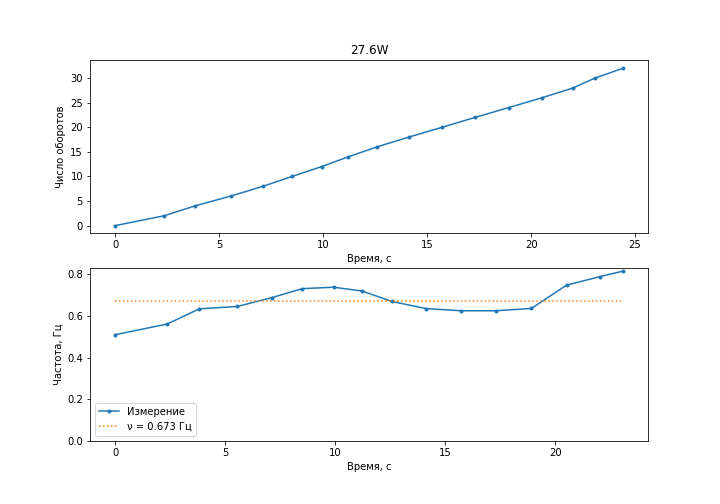 27.6W
Число оборотов
30
25
20
15
10
5
0
0 5 10 15 20 25
Время, с
Частота, Гц
0.8
0.6
0.4
0.2
0.0
Измерение
ν = 0.673 Гц
0 5 10 15 20
Время, с